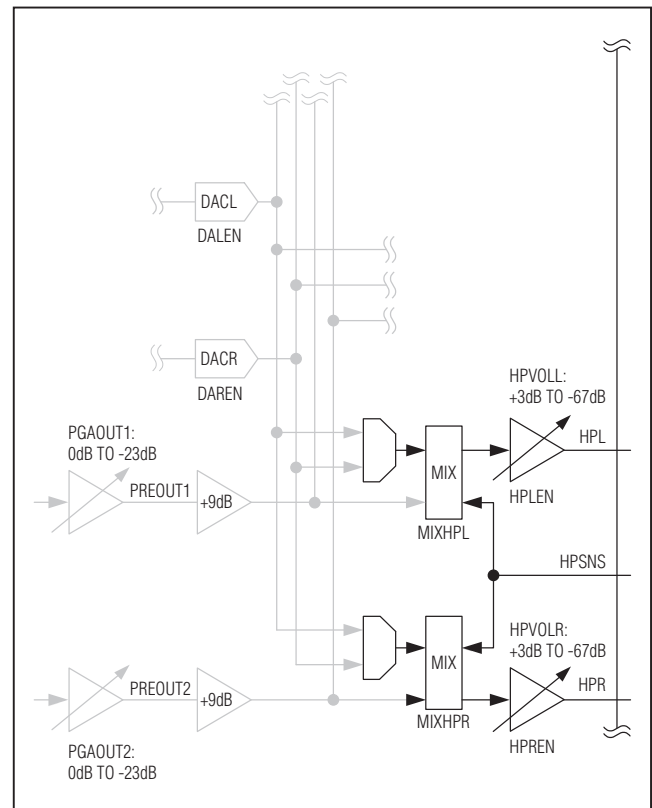 DACL
DALEN
DACR
DAREN
HPVOLL:
+3dB TO -67dB
PGAOUT1:
0dB TO -23dB
HPL
MIX
PREOUT1
+9dB
HPLEN
MIXHPL
HPSNS
HPVOLR:
+3dB TO -67dB
MIX
HPR
PREOUT2
+9dB
MIXHPR
HPREN
PGAOUT2:
0dB TO -23dB